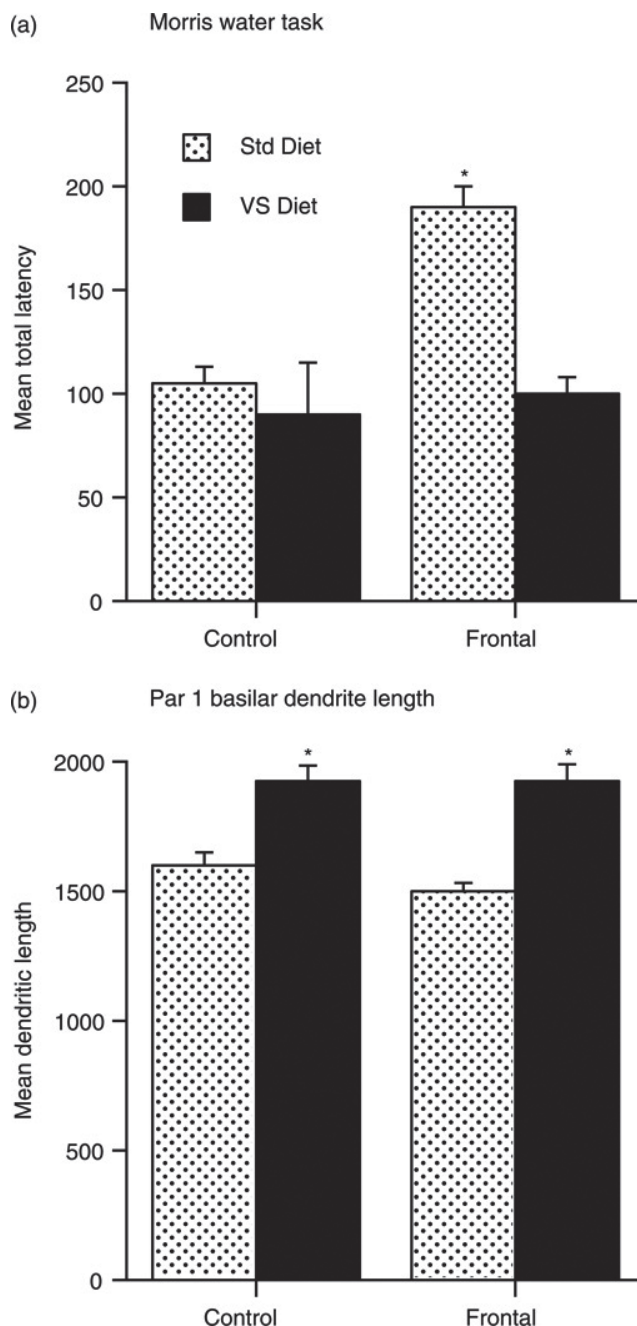 (a) Morris water task
250
200
150
100
50
0
Mean total latency
Std Diet
VS Diet
*
Control Frontal
(b) Par 1 basilar dendrite length
2000
1500
1000
500
0
Mean dendritic length
* *
Control Frontal